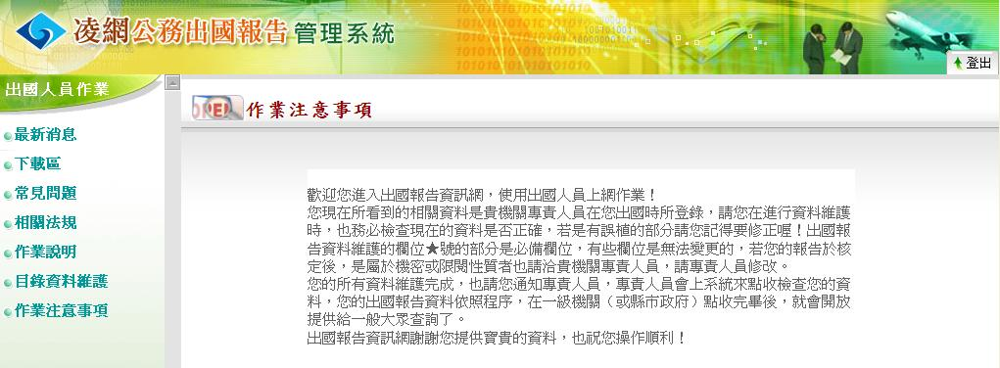 凌網公務出國報告管理系統
登出
出國人員作業
最新消息
下載區
常見問題
相關法規
作業說明
目錄資料維護
作業注意事項
作業注意事項
歡迎您進入出國報告資訊網，使用出國人員上網作業！
您現在所看到的相關資料是貴機關專責人員在您出國時所登錄，請您在進行資料維護
時，也務必檢查現在的資料是否正確，若是有誤植的部分請您記得要修正喔！出國報
告資料維護的欄位★號的部分是必備欄位，有些欄位是無法變更的，若您的報告於核
定後，是屬於機密或限閱性質者也請洽貴機關專責人員，請專責人員修改。
您的所有資料維護完成，也請您通知專責人員，專責人員會上系統來點收檢查您的資
料，您的出國報告資料依照程序，在一級機關（或縣市政府）點收完畢後，就會開放
提供給一般大眾查詢了。
出國報告資訊網謝謝您提供寶貴的資料，也祝您操作順利！